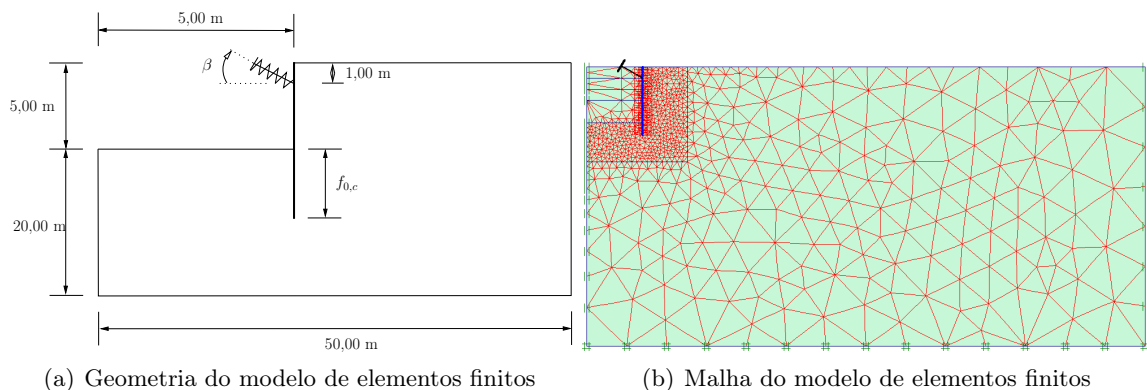 5,00 m
β
1,00 m
5,00 m
f₀,c
20,00 m
50,00 m
(a) Geometria do modelo de elementos finitos
(b) Malha do modelo de elementos finitos